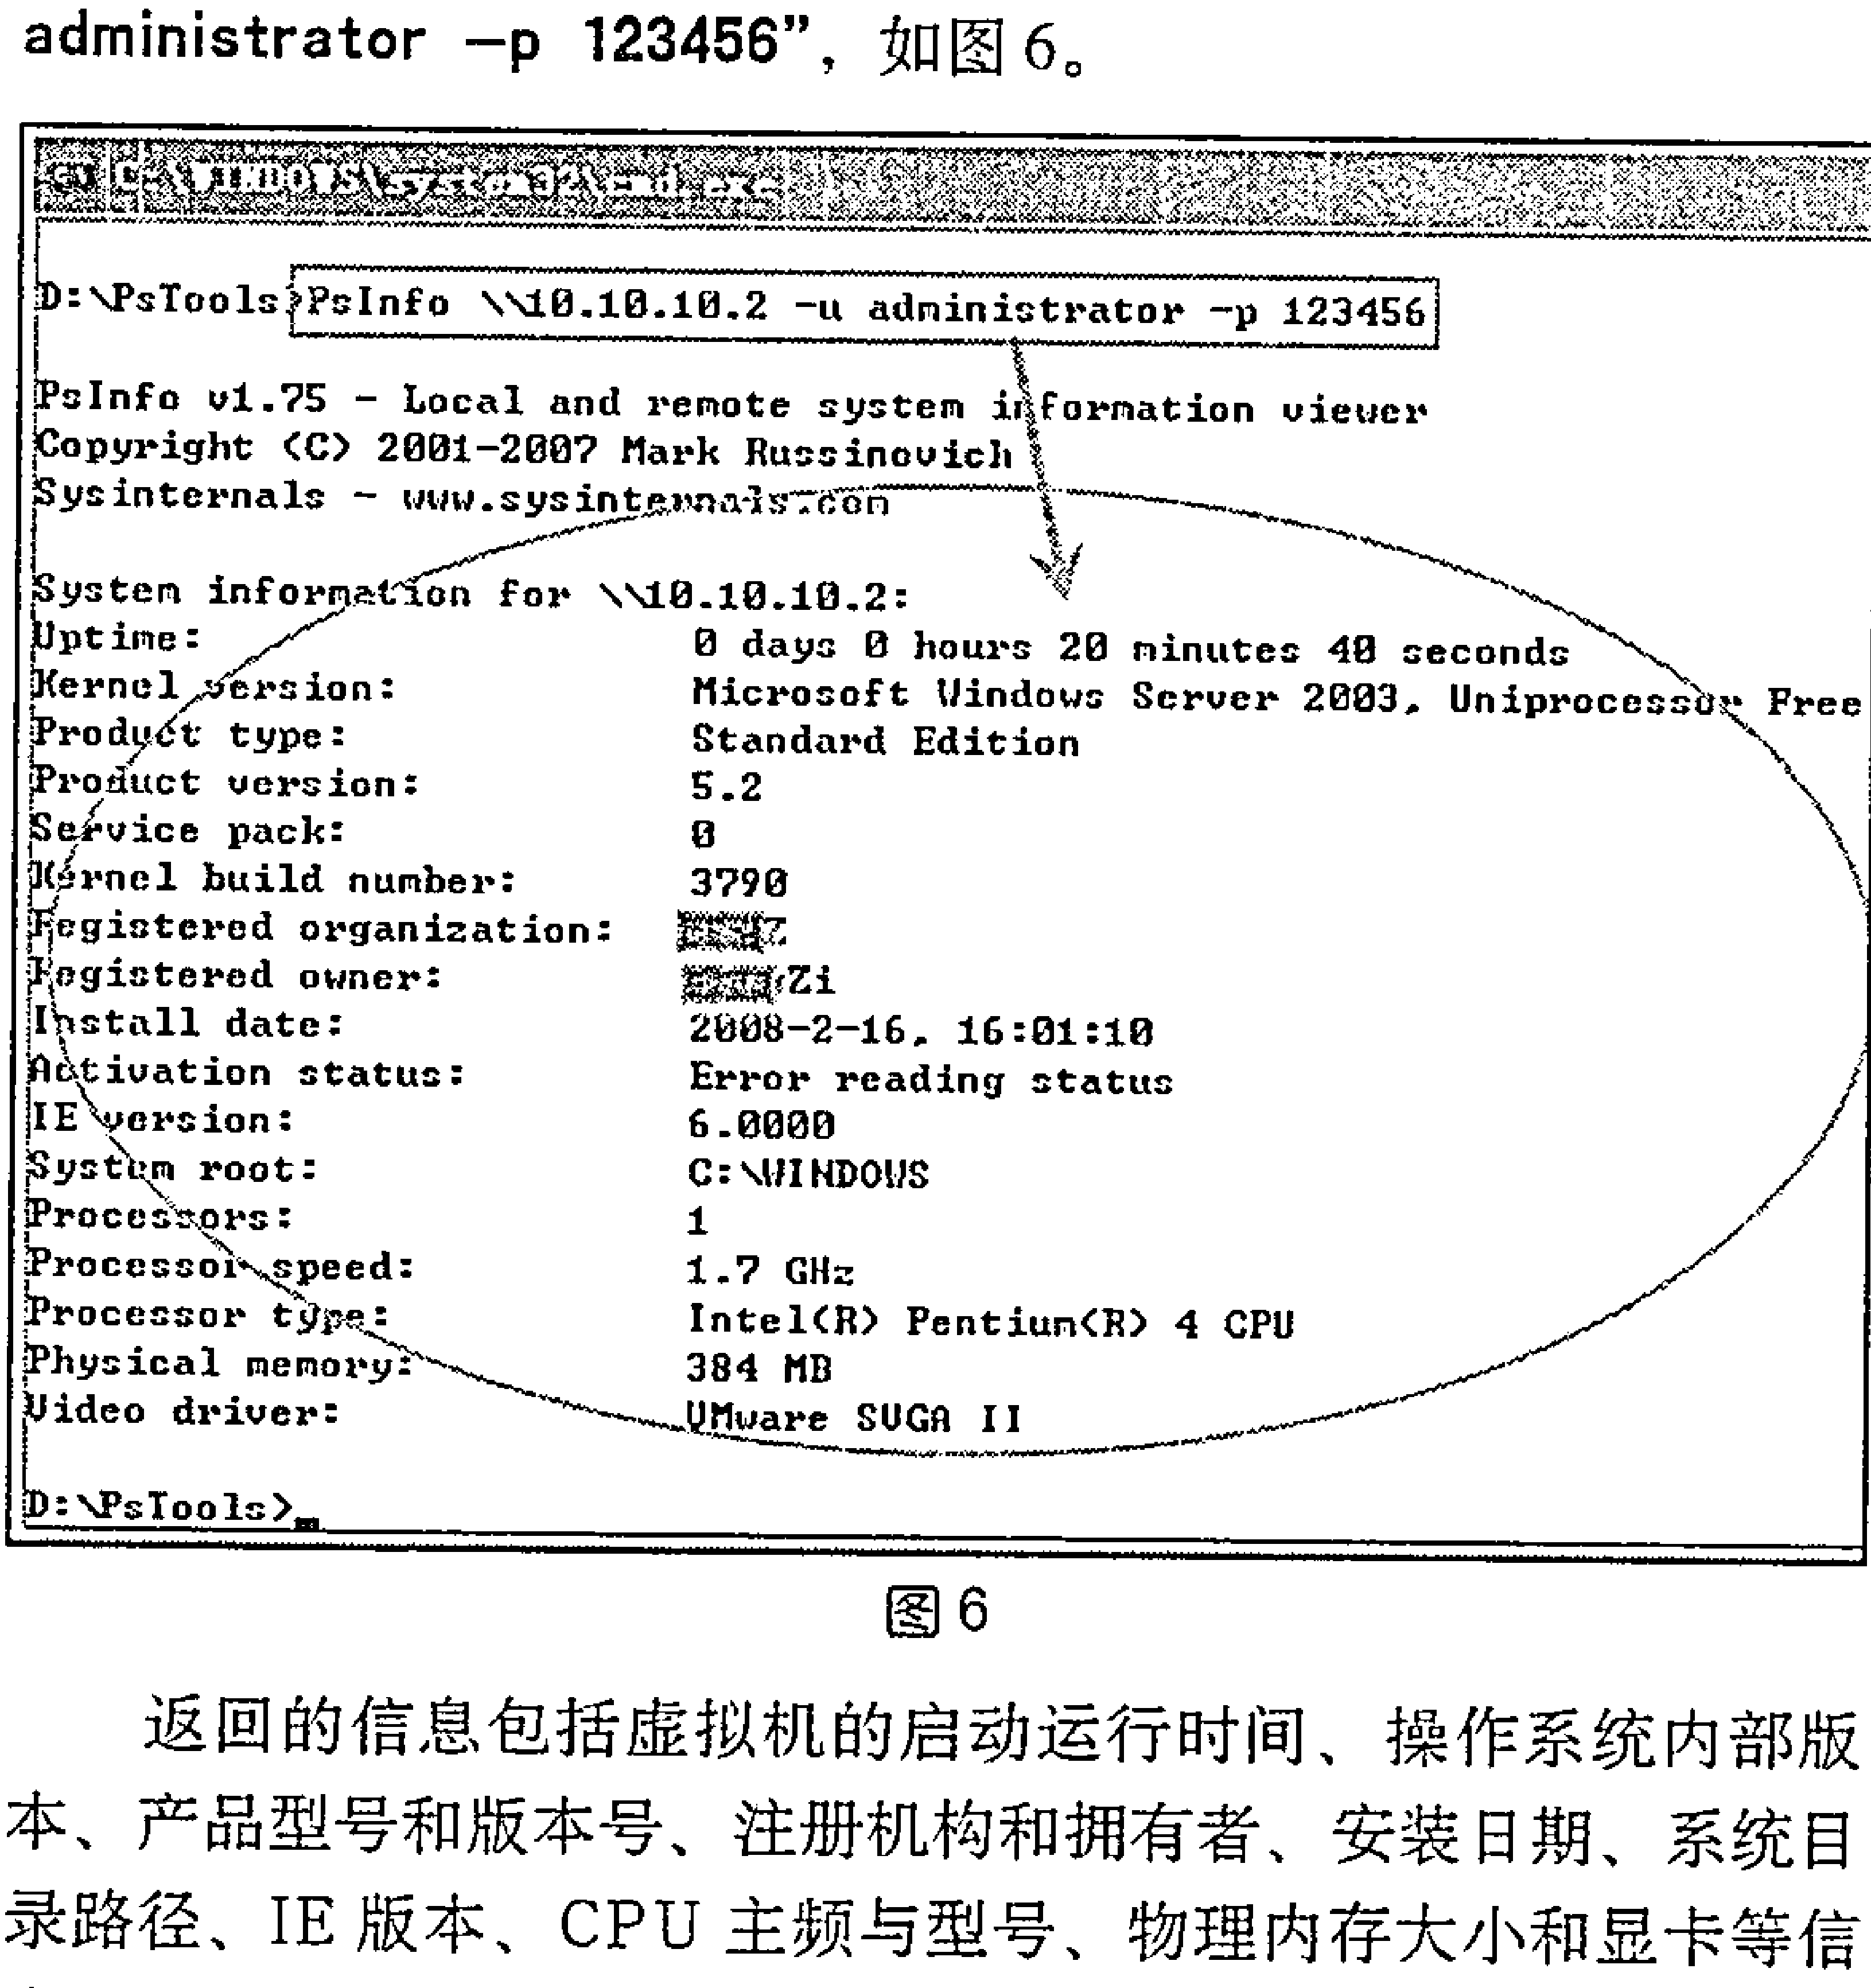 administrator –p 123456”，如图6。
C:\WINDOWS\system32\cmd.exe
D:\PsTools>PsInfo \\10.10.10.2 -u administrator -p 123456
PsInfo v1.75 - Local and remote system information viewer
Copyright (C) 2001-2007 Mark Russinovich
Sysinternals - www.sysinternals.com
System information for \\10.10.10.2:
Uptime: 0 days 0 hours 20 minutes 40 seconds
Kernel version: Microsoft Windows Server 2003, Uniprocessor Free
Product type: Standard Edition
Product version: 5.2
Service pack: 0
Kernel build number: 3790
Registered organization: Z
Registered owner: Zi
Install date: 2008-2-16, 16:01:10
Activation status: Error reading status
IE version: 6.0000
System root: C:\WINDOWS
Processors: 1
Processor speed: 1.7 GHz
Processor type: Intel(R) Pentium(R) 4 CPU
Physical memory: 384 MB
Video driver: VMware SVGA II
D:\PsTools>_
图6
返回的信息包括虚拟机的启动运行时间、操作系统内部版
本、产品型号和版本号、注册机构和拥有者、安装日期、系统目
录路径、IE 版本、CPU 主频与型号、物理内存大小和显卡等信